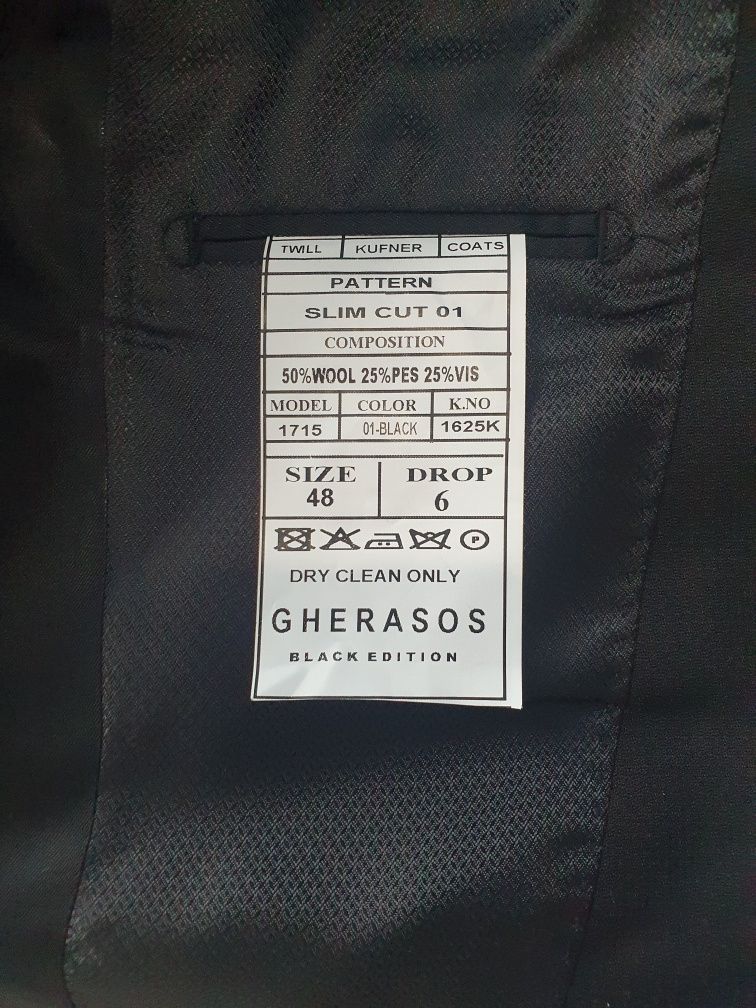 TWILL KUFNER COATS
PATTERN
SLIM CUT 01
COMPOSITION
50%WOOL 25%PES 25%VIS
MODEL COLOR K.NO
1715 01-BLACK 1625K
SIZE DROP
48 6
P
DRY CLEAN ONLY
GHERASOS
BLACK EDITION